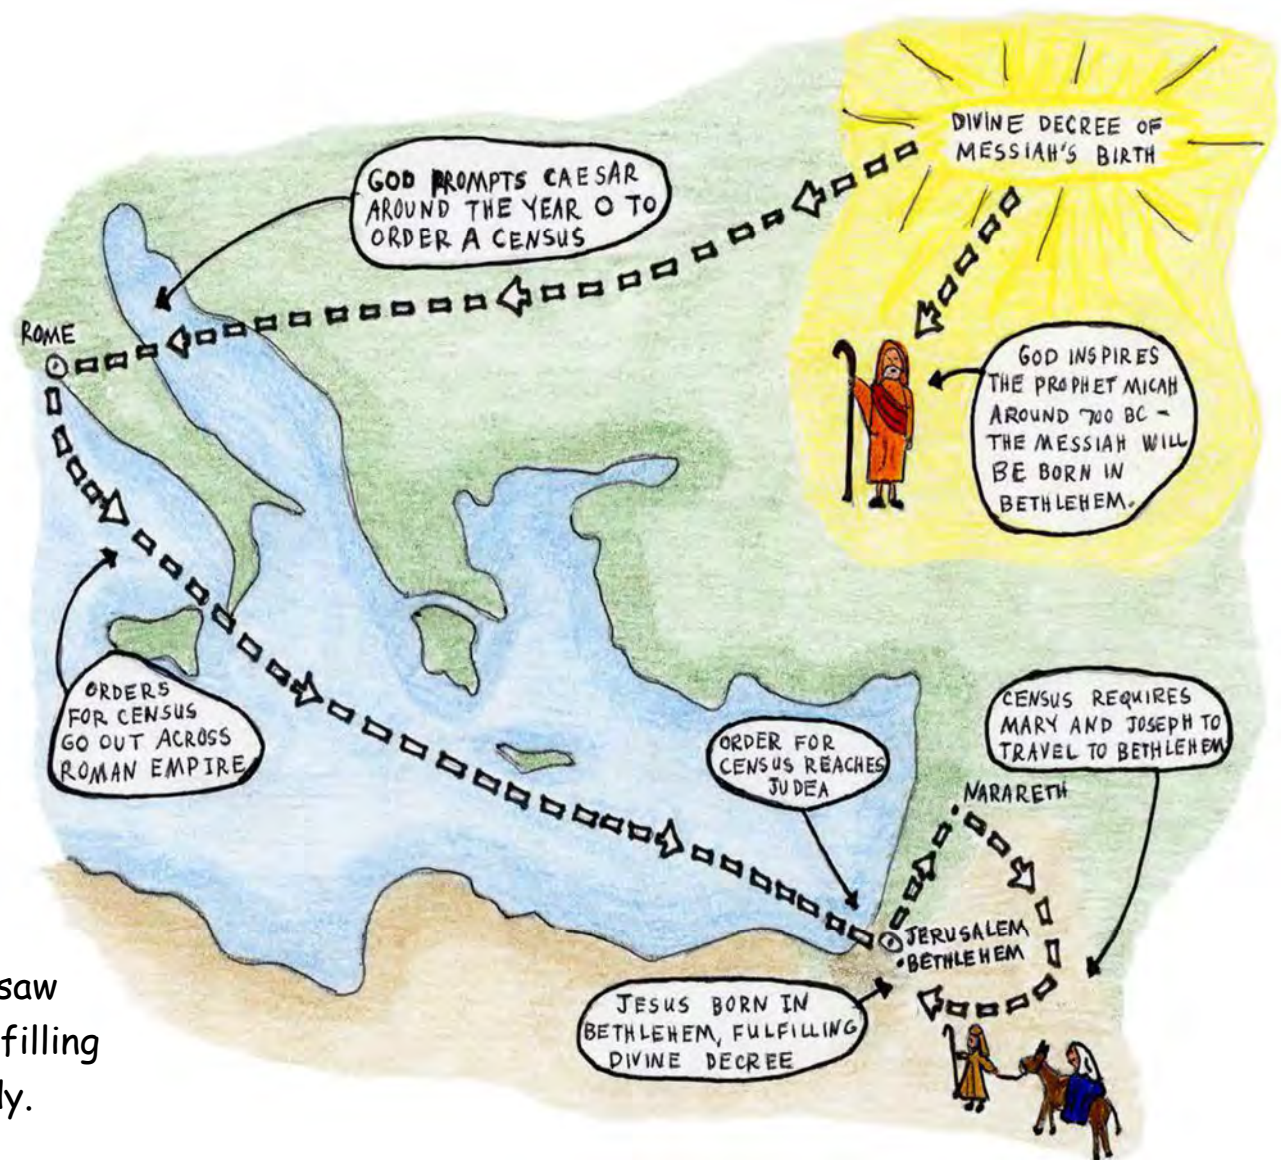 DIVINE DECREE OF
MESSIAH'S BIRTH
GOD PROMPTS CAESAR
AROUND THE YEAR 0 TO
ORDER A CENSUS
ROME
GOD INSPIRES
THE PROPHET MICAH
AROUND 700 BC -
THE MESSIAH WILL
BE BORN IN
BETHLEHEM.
ORDERS
FOR CENSUS
GO OUT ACROSS
ROMAN EMPIRE
ORDER FOR
CENSUS REACHES
JUDEA
CENSUS REQUIRES
MARY AND JOSEPH TO
TRAVEL TO BETHLEHEM
NARARETH
JERUSALEM
BETHLEHEM
JESUS BORN IN
BETHLEHEM, FULFILLING
DIVINE DECREE
saw
filling
ly.